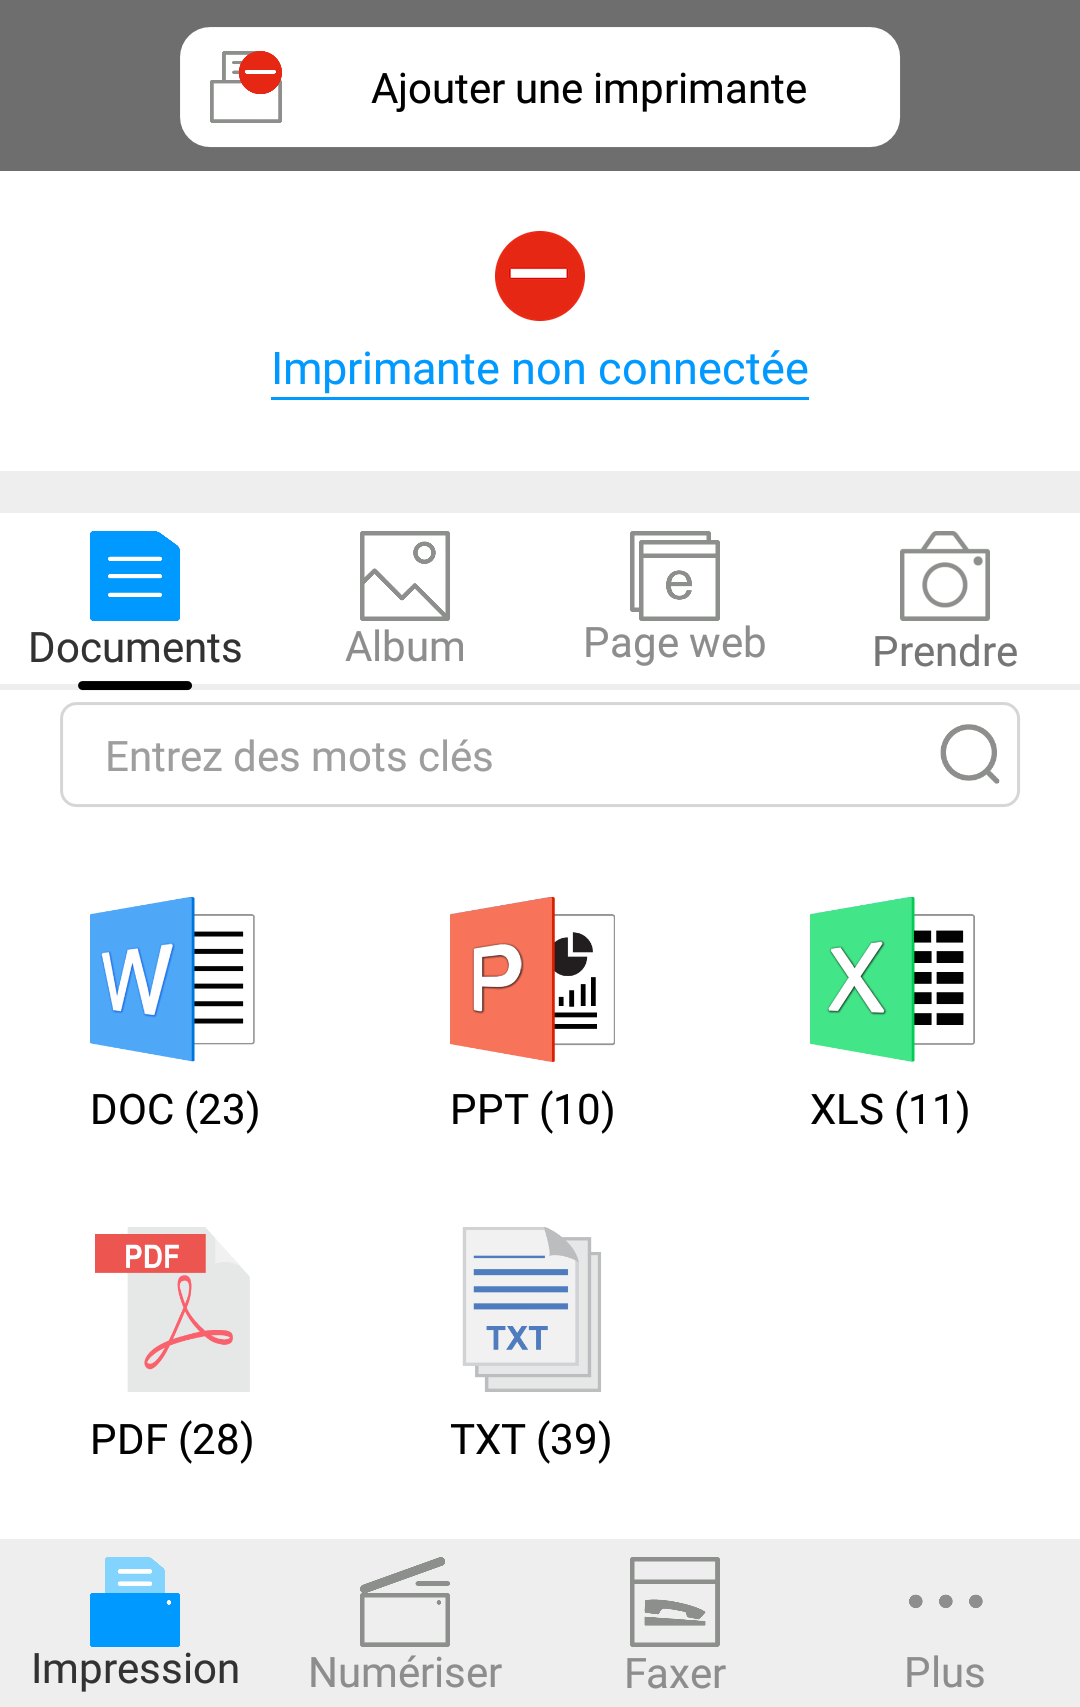 Ajouter une imprimante
Imprimante non connectée
Documents
Album
Page web
Prendre
Entrez des mots clés
DOC (23)
PPT (10)
XLS (11)
PDF
TXT
PDF (28)
TXT (39)
Impression
Numériser
Faxer
Plus